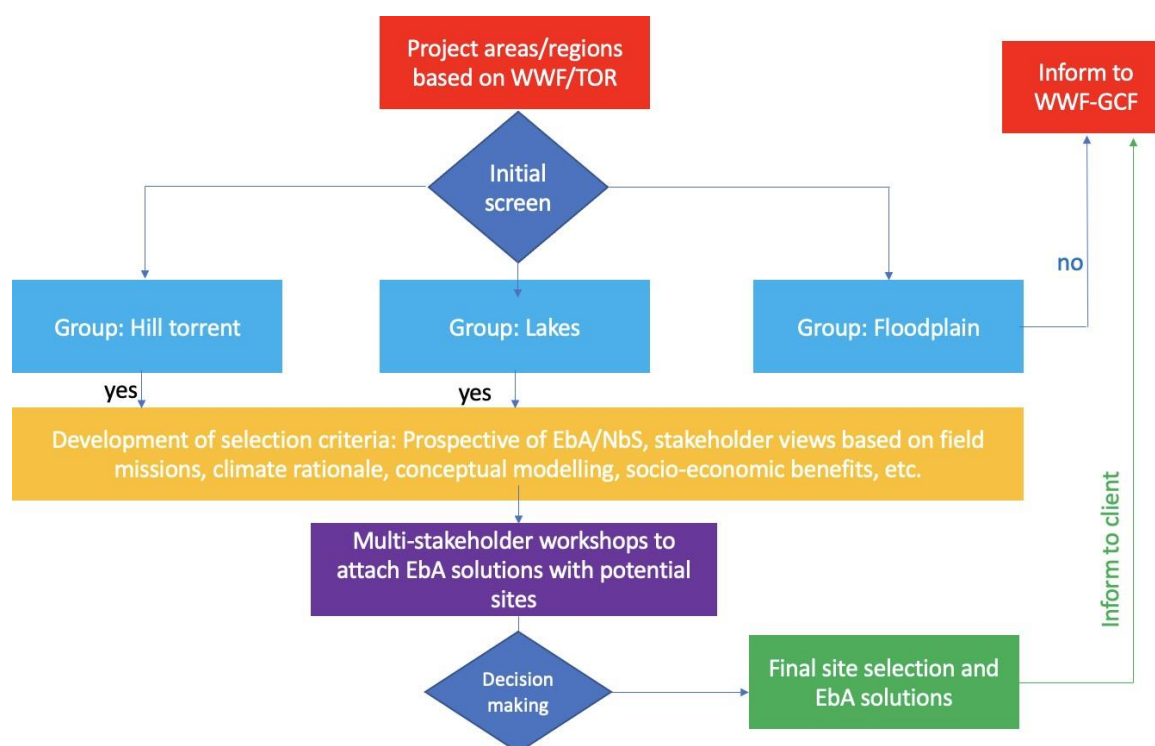 Project areas/regions
based on WWF/TOR
Inform to
WWF-GCF
Initial
screen
no
Group: Hill torrent
Group: Lakes
Group: Floodplain
yes
yes
Development of selection criteria: Prospective of EbA/NbS, stakeholder views based on field
missions, climate rationale, conceptual modelling, socio-economic benefits, etc.
Multi-stakeholder workshops to
attach EbA solutions with potential
sites
Inform to client
Decision
making
Final site selection and
EbA solutions